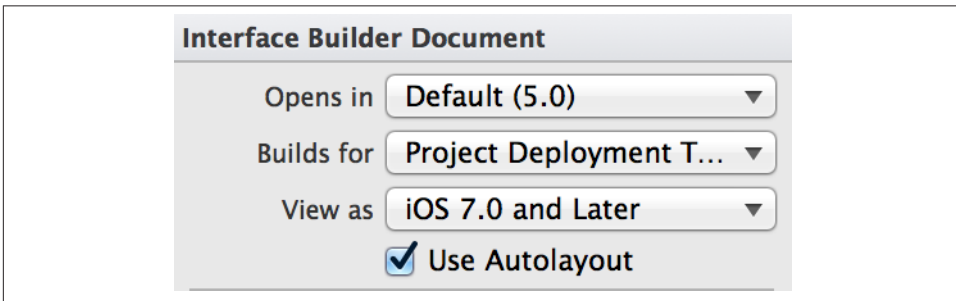 Interface Builder Document
Opens in Default (5.0)
Builds for Project Deployment T...
View as iOS 7.0 and Later
Use Autolayout